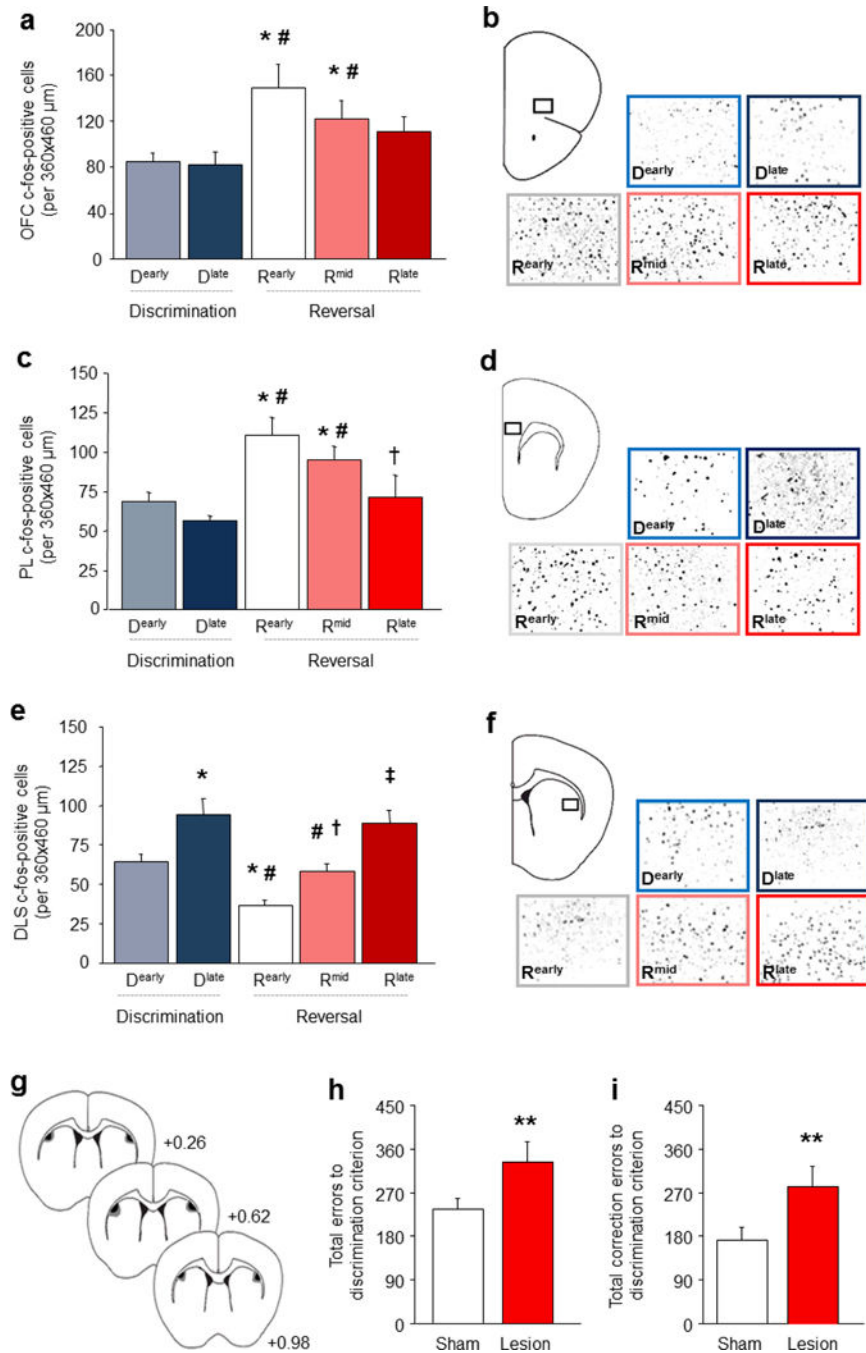 a
OFC c-fos-positive cells
(per 360x460 µm)
200
160
120
80
40
0
* #
* #
Dearly
Dlate
Rearly
Rmid
Rlate
Discrimination
Reversal
b
Dearly
Dlate
Rearly
Rmid
Rlate
c
PL c-fos-positive cells
(per 360x460 µm)
150
125
100
75
50
25
0
* #
* #
†
Dearly
Dlate
Rearly
Rmid
Rlate
Discrimination
Reversal
d
Dearly
Dlate
Rearly
Rmid
Rlate
e
DLS c-fos-positive cells
(per 360x460 µm)
150
125
100
75
50
25
0
*
* #
# †
‡
Dearly
Dlate
Rearly
Rmid
Rlate
Discrimination
Reversal
f
Dearly
Dlate
Rearly
Rmid
Rlate
g
+0.26
+0.62
+0.98
h
Total errors to
discrimination criterion
450
360
270
180
90
0
**
Sham
Lesion
i
Total correction errors to
discrimination criterion
450
360
270
180
90
0
**
Sham
Lesion